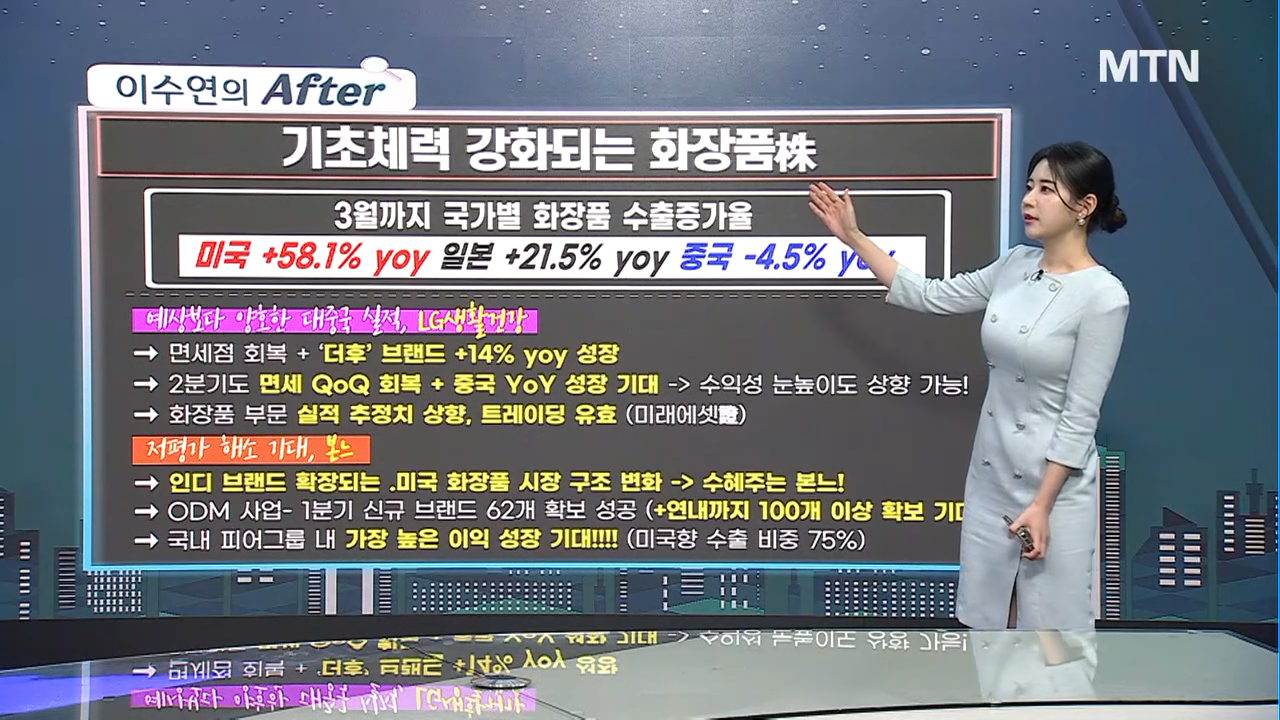 MTN
이수연의 After
기초체력 강화되는 화장품株
3월까지 국가별 화장품 수출증가율
미국 +58.1% yoy 일본 +21.5% yoy 중국 -4.5% yoy
예상보다 양호한 대중국 실적, LG생활건강
→ 면세점 회복 + '더후' 브랜드 +14% yoy 성장
→ 2분기도 면세 QoQ 회복 + 중국 YoY 성장 기대 -> 수익성 눈높이도 상향 가능!
→ 화장품 부문 실적 추정치 상향, 트레이딩 유효 (미래에셋證)
저평가 해소 기대, 본느
→ 인디 브랜드 확장되는 .미국 화장품 시장 구조 변화 -> 수혜주는 본느!
→ ODM 사업- 1분기 신규 브랜드 62개 확보 성공 (+연내까지 100개 이상 확보 기대
→ 국내 피어그룹 내 가장 높은 이익 성장 기대!!!! (미국향 수출 비중 75%)